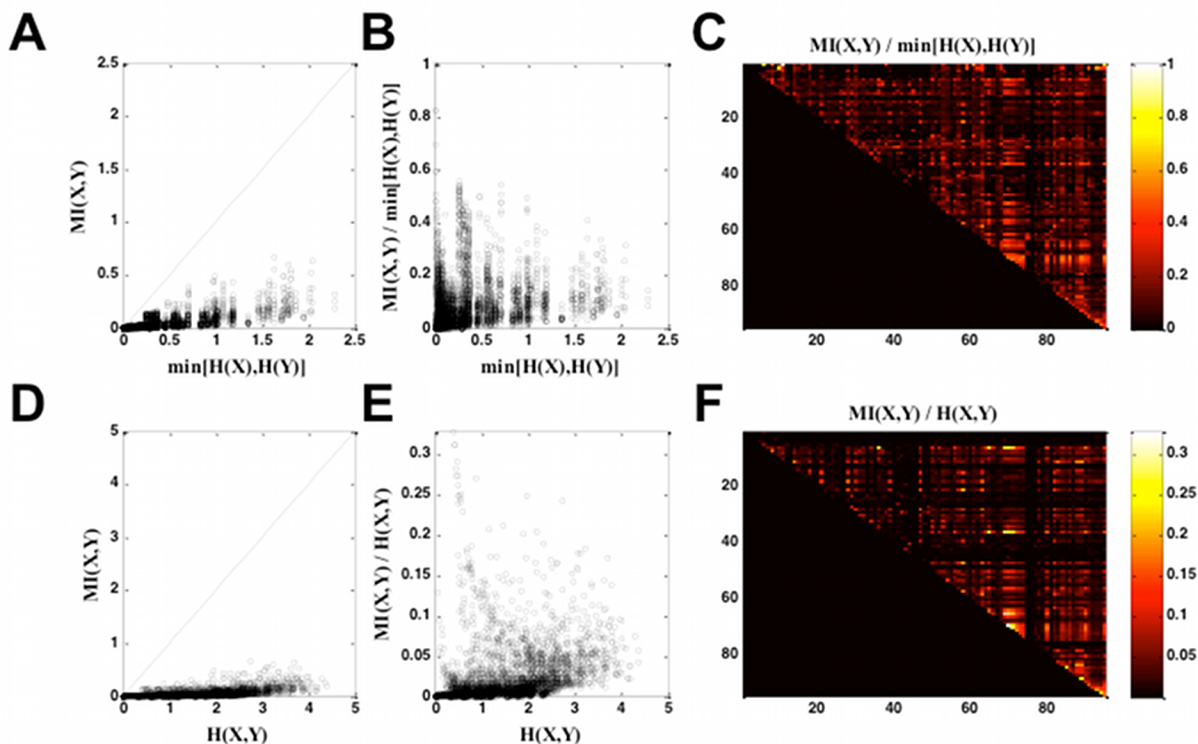 A
B
C
MI(X,Y) / min[H(X),H(Y)]
2.5
2
1.5
1
0.5
0
MI(X,Y)
0 0.5 1 1.5 2 2.5
min[H(X),H(Y)]
1
0.8
0.6
0.4
0.2
0
MI(X,Y) / min[H(X),H(Y)]
0 0.5 1 1.5 2 2.5
min[H(X),H(Y)]
20
40
60
80
20 40 60 80
1
0.8
0.6
0.4
0.2
0
D
E
F
MI(X,Y) / H(X,Y)
5
4
3
2
1
0
MI(X,Y)
0 1 2 3 4 5
H(X,Y)
0.3
0.25
0.2
0.15
0.1
0.05
0
MI(X,Y) / H(X,Y)
0 1 2 3 4 5
H(X,Y)
20
40
60
80
20 40 60 80
0.3
0.25
0.2
0.15
0.1
0.05